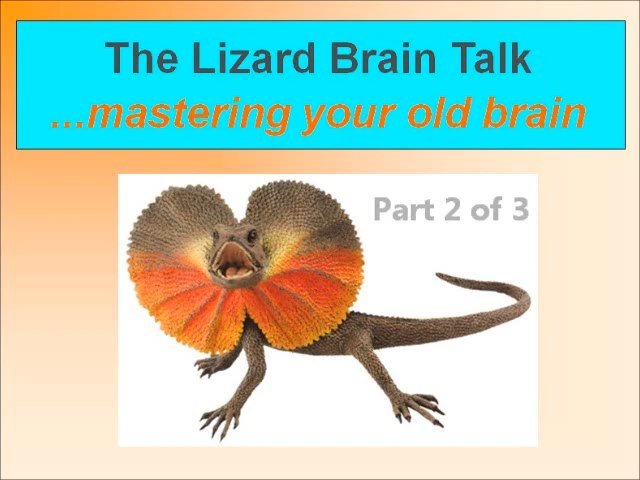 The Lizard Brain Talk
...mastering your old brain
Part 2 of 3